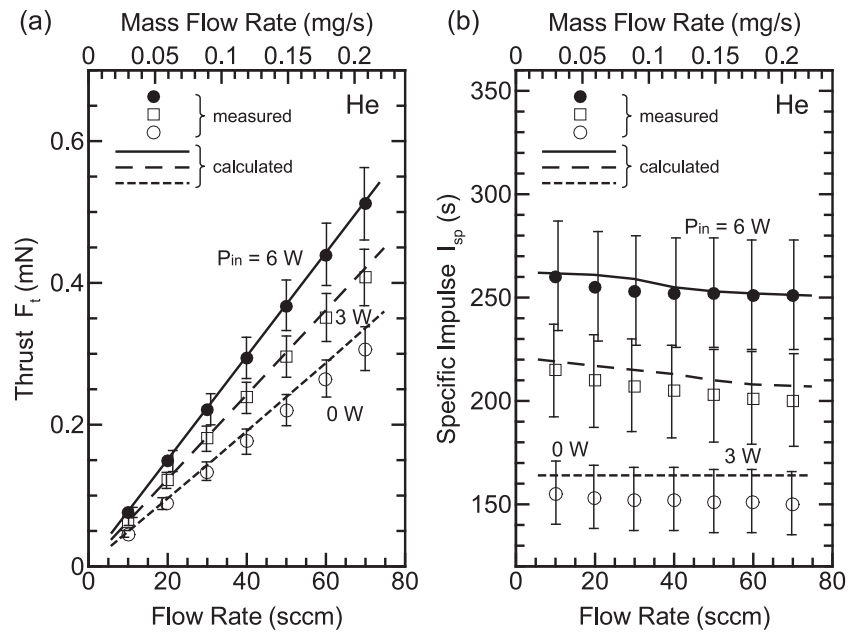 (a)
Mass Flow Rate (mg/s)
0 0.05 0.1 0.15 0.2
He
measured
calculated
P_in = 6 W
3 W
0 W
Thrust F_t (mN)
0.6
0.4
0.2
0
0 20 40 60 80
Flow Rate (sccm)
(b)
Mass Flow Rate (mg/s)
0 0.05 0.1 0.15 0.2
He
measured
calculated
P_in = 6 W
0 W
3 W
Specific Impulse I_sp (s)
350
300
250
200
150
0 20 40 60 80
Flow Rate (sccm)